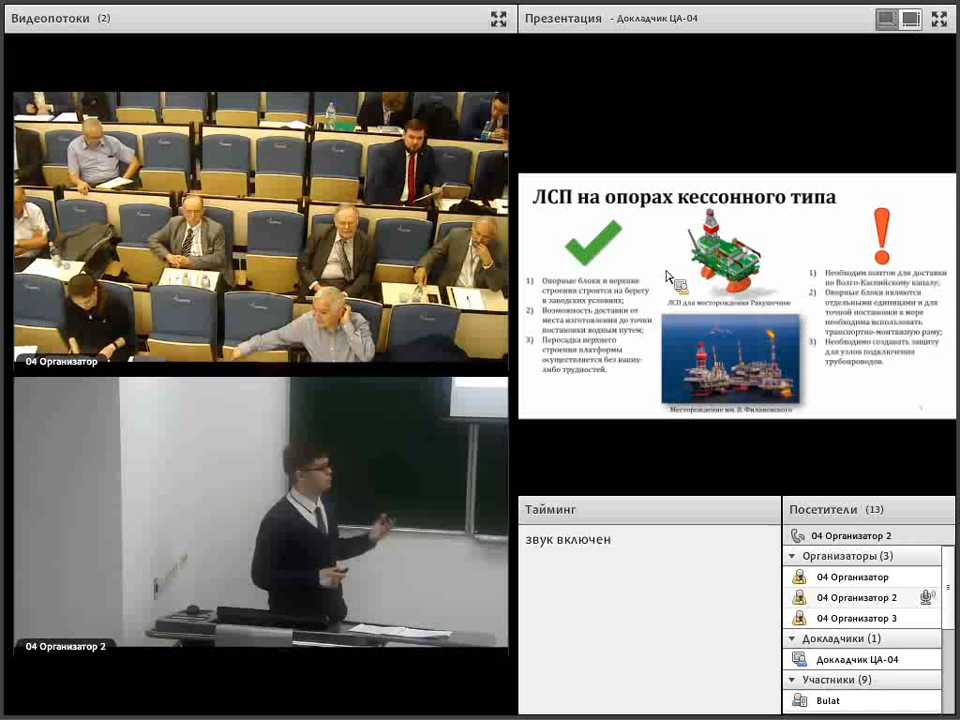 Видеопотоки (2)
Презентация - Докладчик ЦА-04
ЛСП на опорах кессонного типа
1) Опорные блоки и верхние
строения строятся на берегу
в заводских условиях;
2) Возможность доставки от
места изготовления до точки
постановки водным путем;
3) Пересадка верхнего
строения платформы
осуществляется без каких-
либо трудностей.
ЛСП для месторождения Ракушечное
Месторождение им. В. Филановского
1) Необходим понтон для доставки
по Волго-Каспийскому каналу;
2) Опорные блоки являются
отдельными единицами и для
точной постановки в море
необходима использовать
транспортно-монтажную раму;
3) Необходимо создавать защиту
для узлов подключения
трубопроводов.
04 Организатор
04 Организатор 2
Тайминг
звук включен
Посетители (13)
04 Организатор 2
Организаторы (3)
04 Организатор
04 Организатор 2
04 Организатор 3
Докладчики (1)
Докладчик ЦА-04
Участники (9)
Bulat